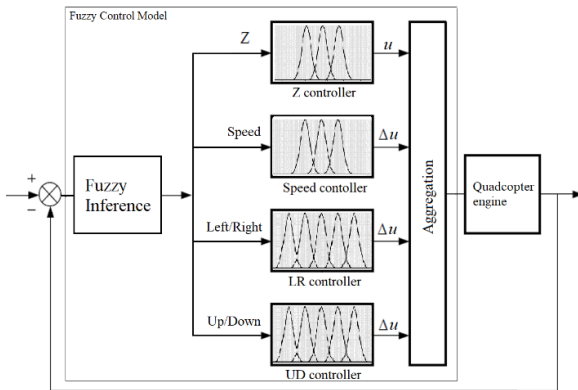 Fuzzy Control Model
+
−
Fuzzy
Inference
Z
u
Z controller
Speed
Δu
Speed contoller
Left/Right
Δu
LR controller
Up/Down
Δu
UD controller
Aggregation
Quadcopter
engine